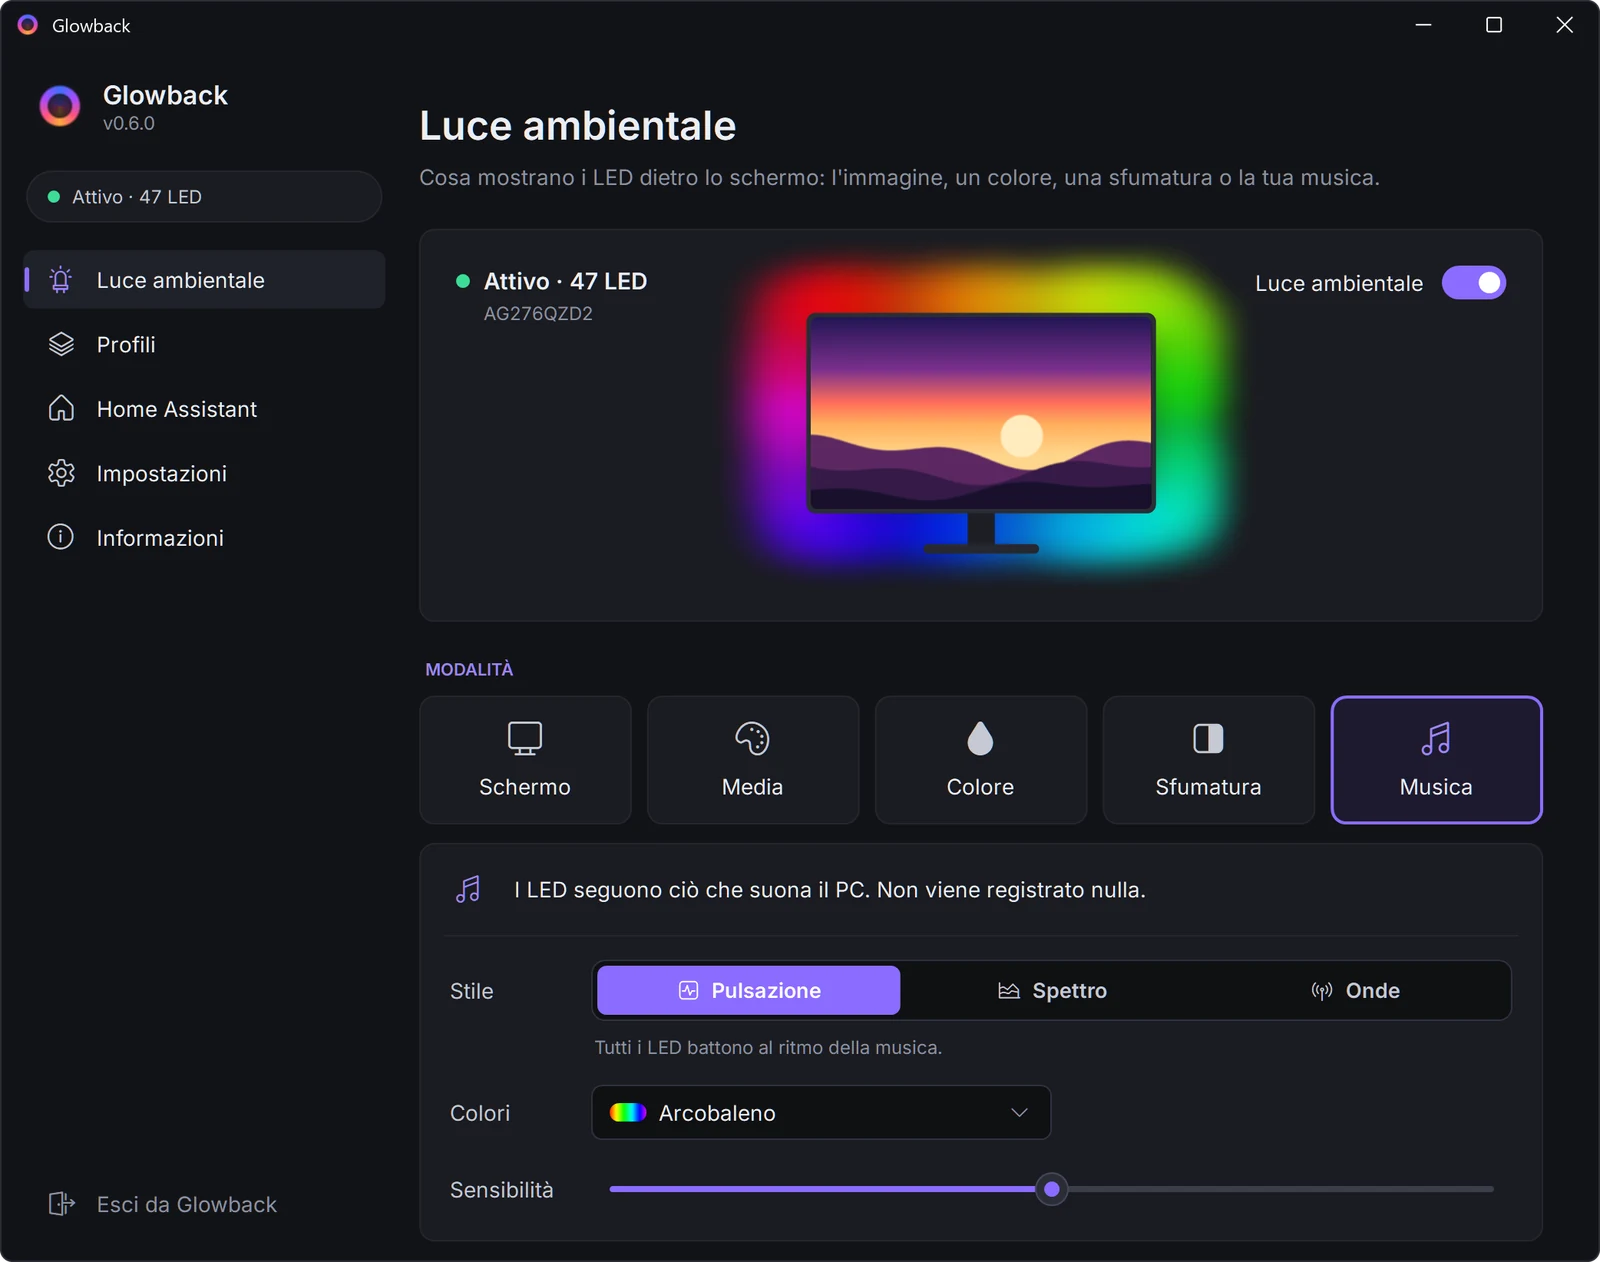 Glowback
Glowback
v0.6.0
Attivo · 47 LED
Luce ambientale
Profili
Home Assistant
Impostazioni
Informazioni
Esci da Glowback
Luce ambientale
Cosa mostrano i LED dietro lo schermo: l'immagine, un colore, una sfumatura o la tua musica.
Attivo · 47 LED
AG276QZD2
Luce ambientale
MODALITÀ
Schermo
Media
Colore
Sfumatura
Musica
I LED seguono ciò che suona il PC. Non viene registrato nulla.
Stile
Pulsazione
Spettro
Onde
Tutti i LED battono al ritmo della musica.
Colori
Arcobaleno
Sensibilità